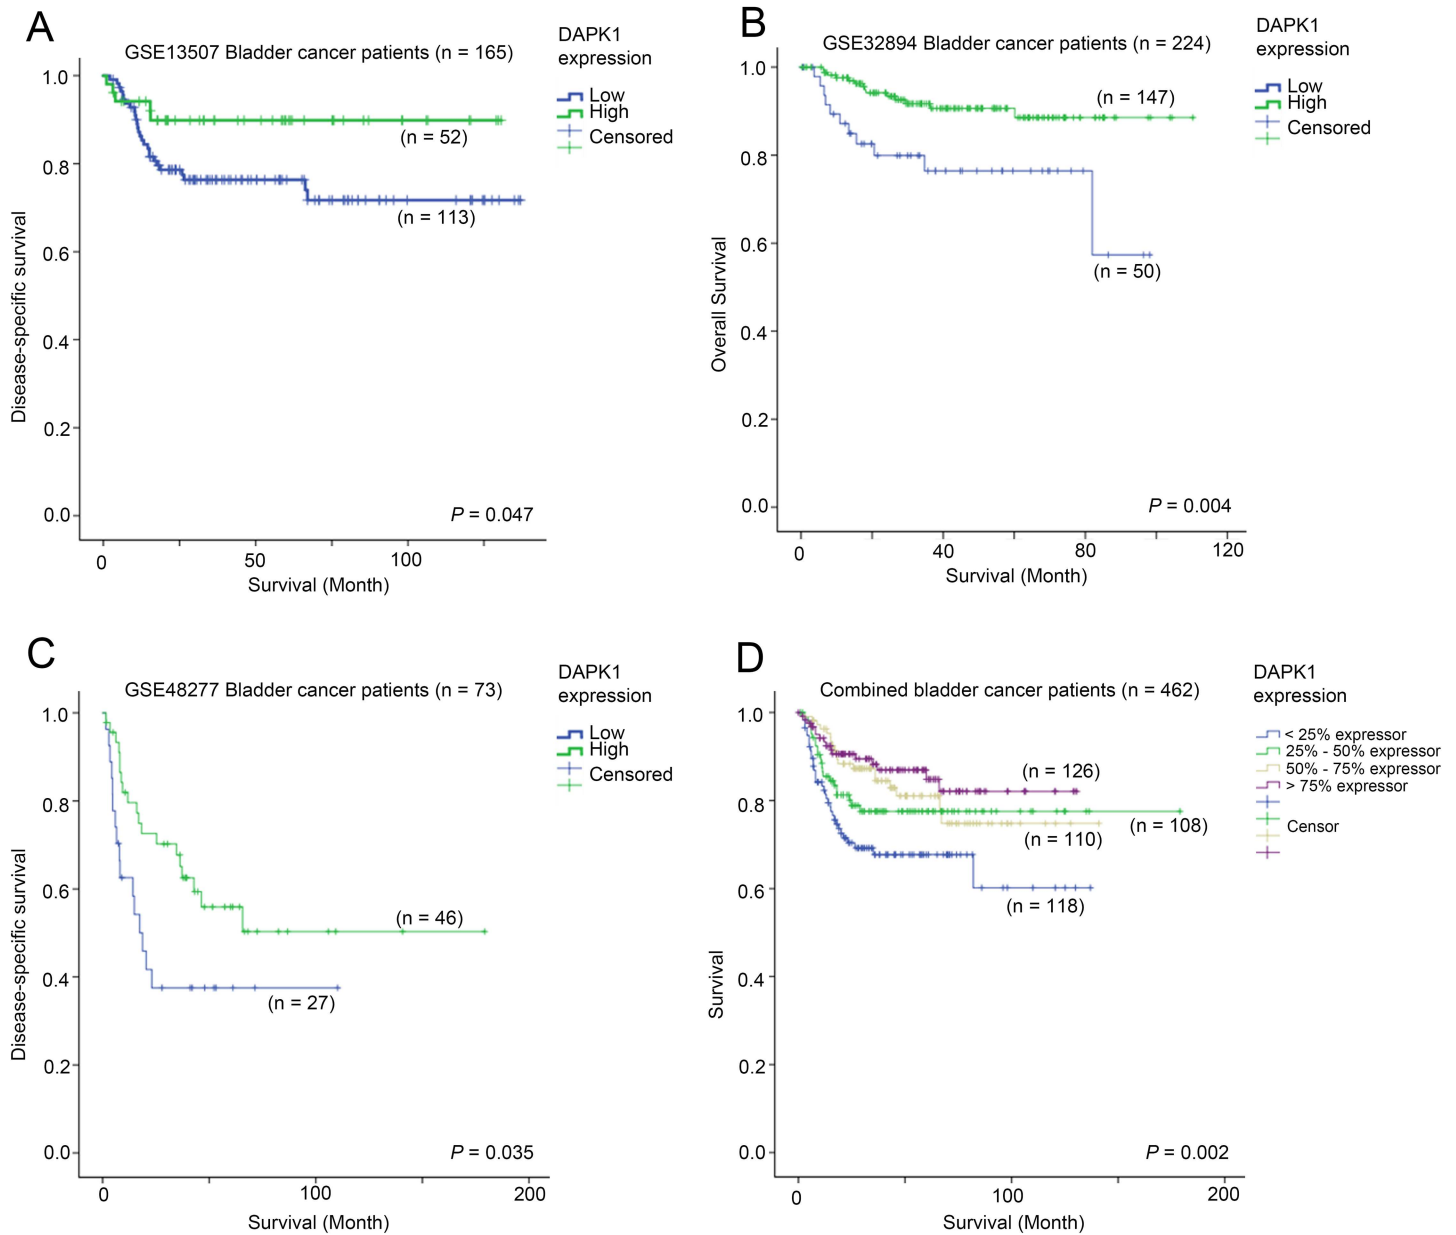 A
GSE13507 Bladder cancer patients (n = 165)
DAPK1
expression
Low
High
Censored
1.0
0.8
0.6
0.4
0.2
0.0
Disease-specific survival
(n = 52)
(n = 113)
P = 0.047
0
50
100
Survival (Month)
B
GSE32894 Bladder cancer patients (n = 224)
DAPK1
expression
Low
High
Censored
1.0
0.8
0.6
0.4
0.2
0.0
Overall Survival
(n = 147)
(n = 50)
P = 0.004
0
40
80
120
Survival (Month)
C
GSE48277 Bladder cancer patients (n = 73)
DAPK1
expression
Low
High
Censored
1.0
0.8
0.6
0.4
0.2
0.0
Disease-specific survival
(n = 46)
(n = 27)
P = 0.035
0
100
200
Survival (Month)
D
Combined bladder cancer patients (n = 462)
DAPK1
expression
< 25% expressor
25% - 50% expressor
50% - 75% expressor
> 75% expressor
Censor
1.0
0.8
0.6
0.4
0.2
0.0
Survival
(n = 126)
(n = 108)
(n = 110)
(n = 118)
P = 0.002
0
100
200
Survival (Month)